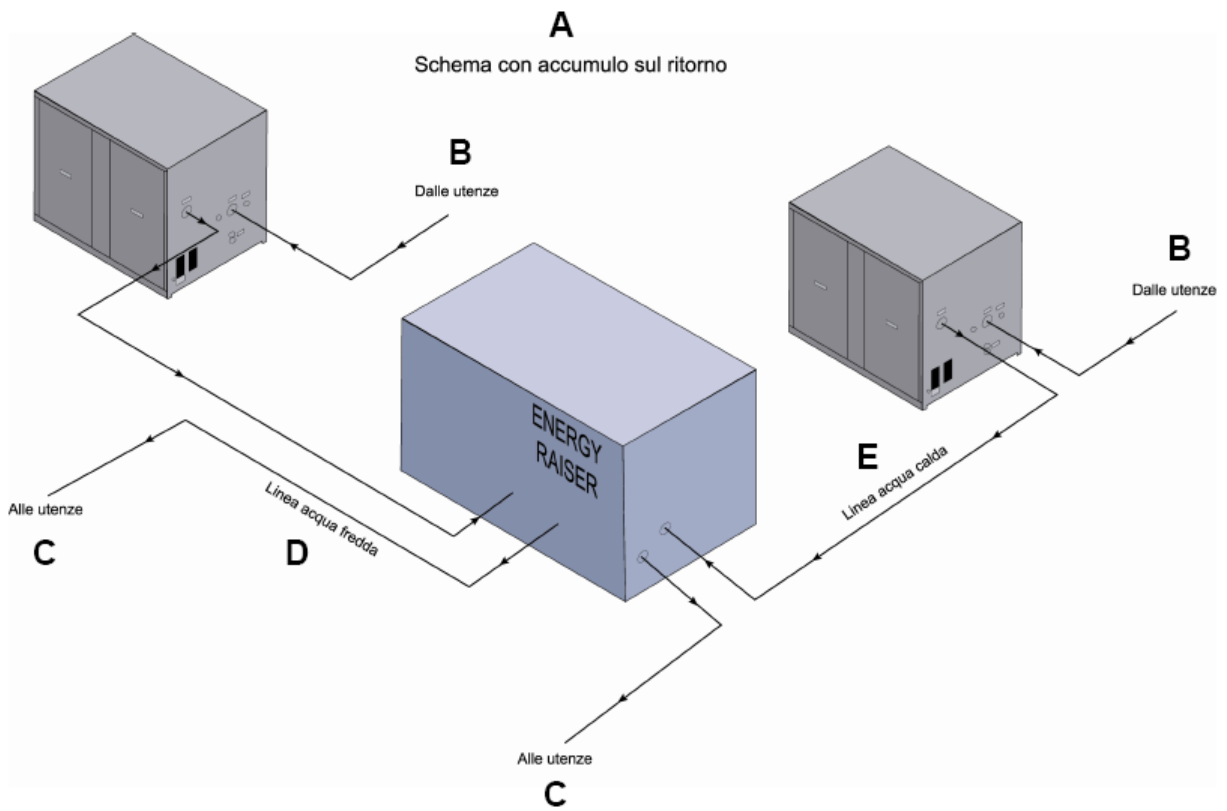 A
Schema con accumulo sul ritorno
B
Dalle utenze
B
Dalle utenze
ENERGY
RAISER
E
Linea acqua calda
Alle utenze
C
Linea acqua fredda
D
Alle utenze
C